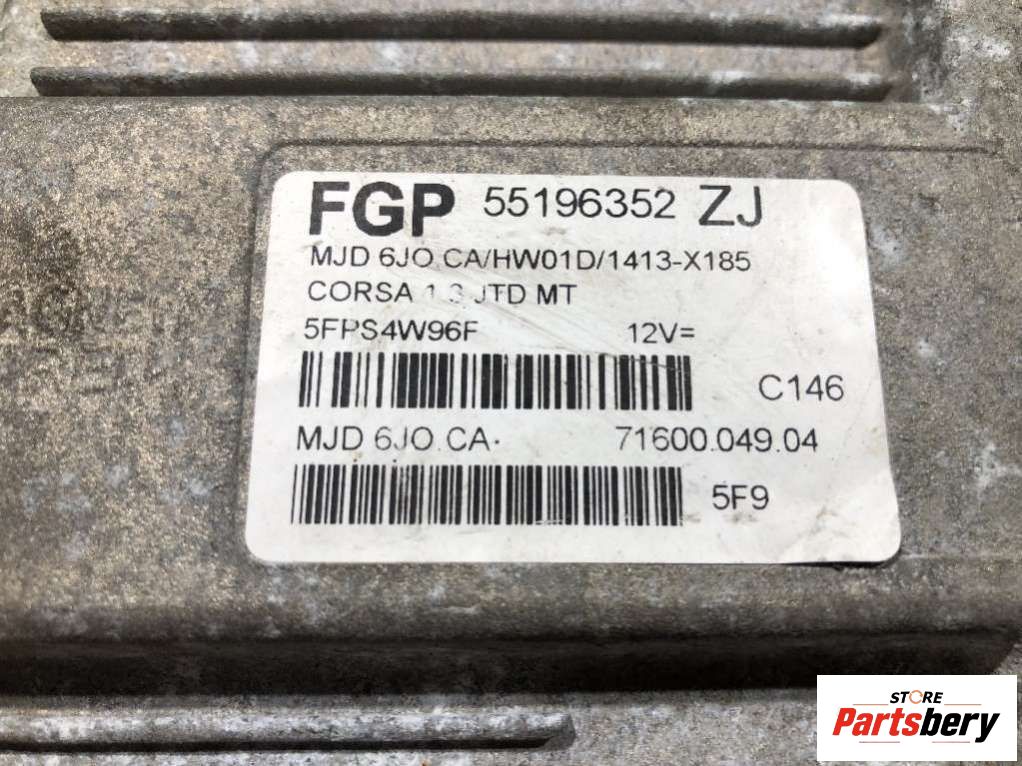 FGP 55196352 ZJ
MJD 6JO.CA/HW01D/1413-X185
CORSA 1.3 JTD MT
5FPS4W96F 12V=
C146
MJD 6JO.CA· 71600.049.04
5F9
STORE
Partsbery